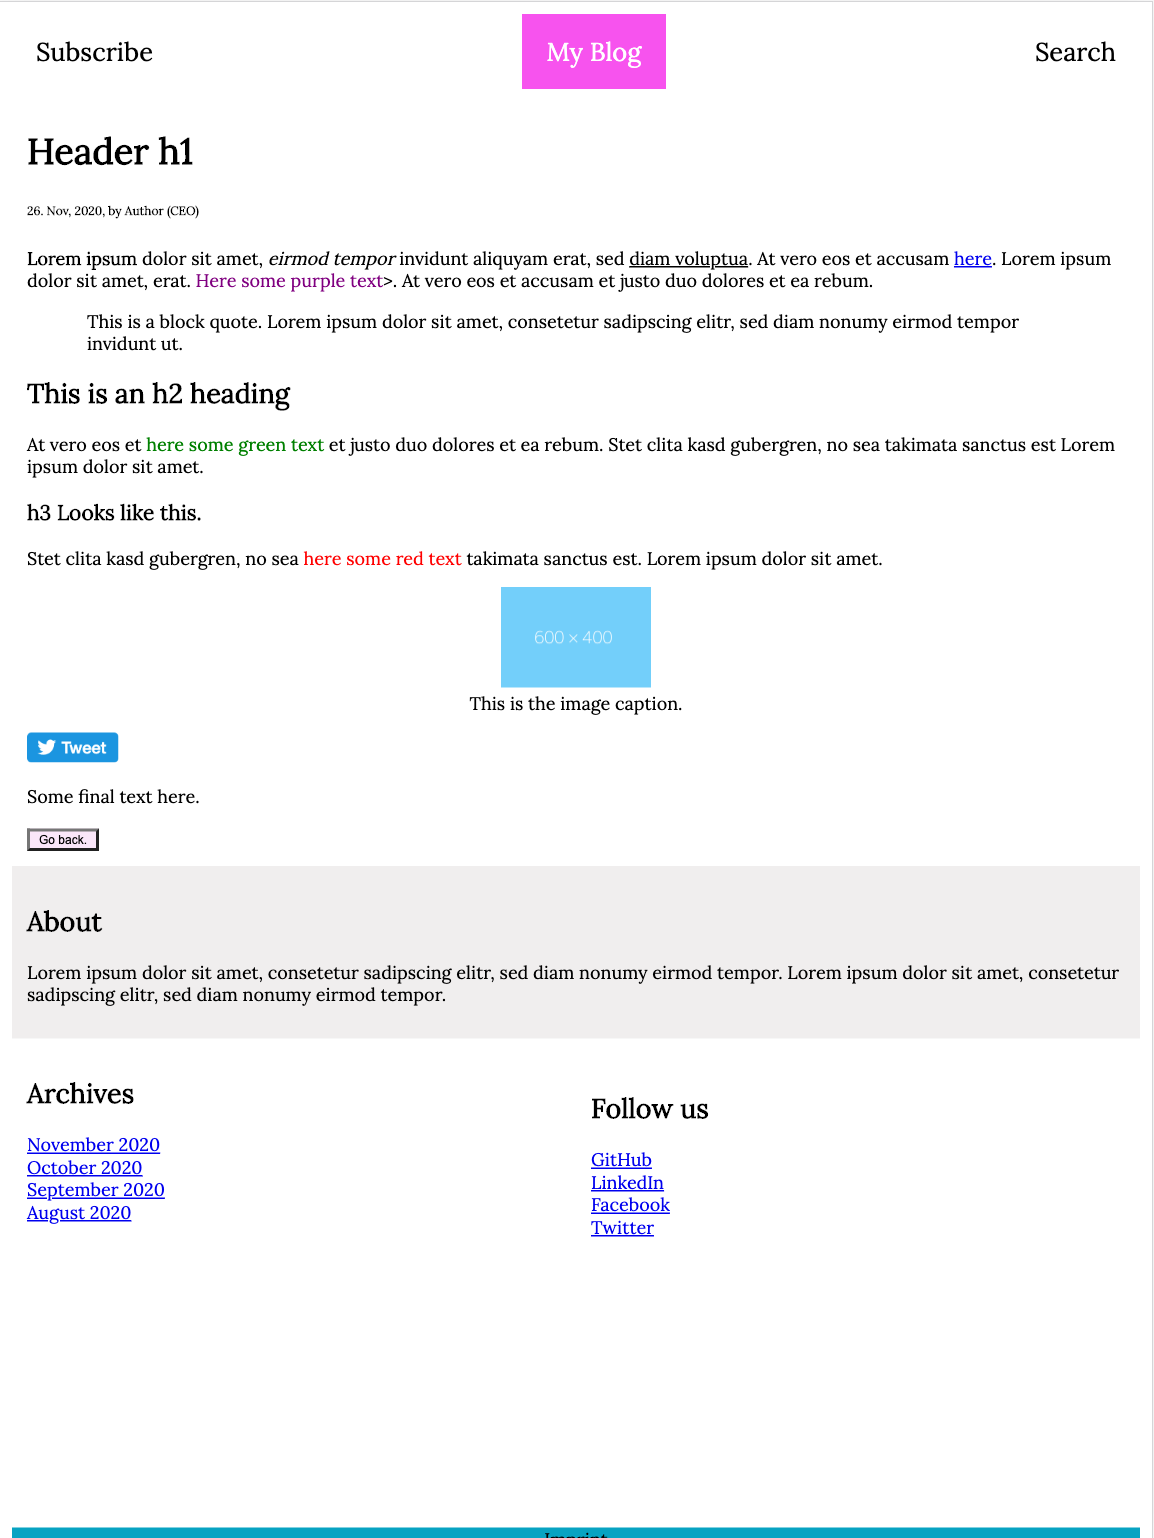 Subscribe
My Blog
Search
Header h1
26. Nov, 2020, by Author (CEO)
Lorem ipsum dolor sit amet, eirmod tempor invidunt aliquyam erat, sed diam voluptua. At vero eos et accusam here. Lorem ipsum
dolor sit amet, erat. Here some purple text>. At vero eos et accusam et justo duo dolores et ea rebum.
This is a block quote. Lorem ipsum dolor sit amet, consetetur sadipscing elitr, sed diam nonumy eirmod tempor
invidunt ut.
This is an h2 heading
At vero eos et here some green text et justo duo dolores et ea rebum. Stet clita kasd gubergren, no sea takimata sanctus est Lorem
ipsum dolor sit amet.
h3 Looks like this.
Stet clita kasd gubergren, no sea here some red text takimata sanctus est. Lorem ipsum dolor sit amet.
600 × 400
This is the image caption.
Tweet
Some final text here.
Go back.
About
Lorem ipsum dolor sit amet, consetetur sadipscing elitr, sed diam nonumy eirmod tempor. Lorem ipsum dolor sit amet, consetetur
sadipscing elitr, sed diam nonumy eirmod tempor.
Archives
November 2020
October 2020
September 2020
August 2020
Follow us
GitHub
LinkedIn
Facebook
Twitter
Imprint